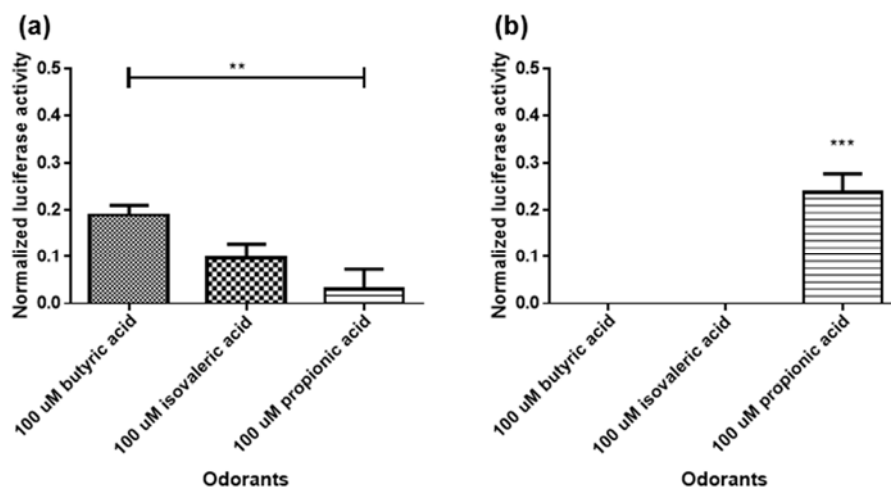 (a)
Normalized luciferase activity
0.5
0.4
0.3
0.2
0.1
0.0
**
100 uM butyric acid
100 uM isovaleric acid
100 uM propionic acid
Odorants
(b)
Normalized luciferase activity
0.5
0.4
0.3
0.2
0.1
0.0
***
100 uM butyric acid
100 uM isovaleric acid
100 uM propionic acid
Odorants